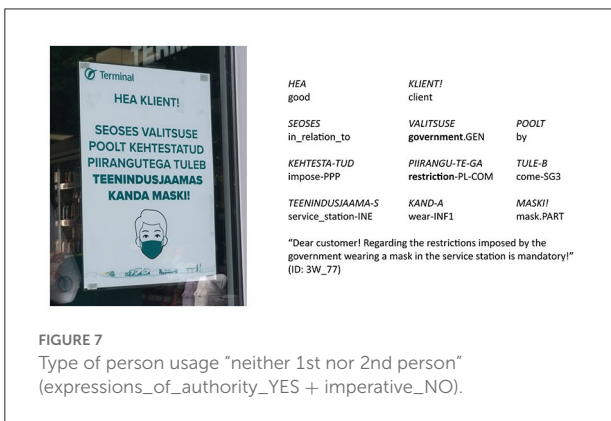 TERMINAL
Terminal
HEA KLIENT!
SEOSES VALITSUSE
POOLT KEHTESTATUD
PIIRANGUTEGA TULEB
TEENINDUSJAAMAS
KANDA MASKI!
HEA KLIENT!
good client
SEOSES VALITSUSE POOLT
in_relation_to government.GEN by
KEHTESTA-TUD PIIRANGU-TE-GA TULE-B
impose-PPP restriction-PL-COM come-SG3
TEENINDUSJAAMA-S KAND-A MASKI!
service_station-INE wear-INF1 mask.PART
“Dear customer! Regarding the restrictions imposed by the
government wearing a mask in the service station is mandatory!”
(ID: 3W_77)
FIGURE 7
Type of person usage “neither 1st nor 2nd person”
(expressions_of_authority_YES + imperative_NO).